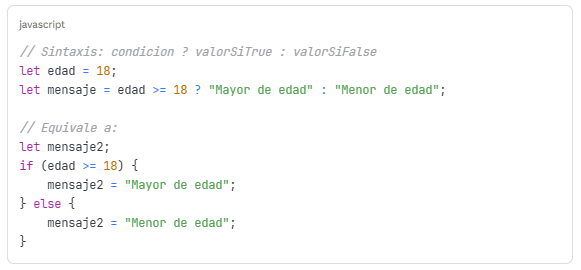 javascript
// Sintaxis: condicion ? valorSiTrue : valorSiFalse
let edad = 18;
let mensaje = edad >= 18 ? "Mayor de edad" : "Menor de edad";
// Equivale a:
let mensaje2;
if (edad >= 18) {
    mensaje2 = "Mayor de edad";
} else {
    mensaje2 = "Menor de edad";
}